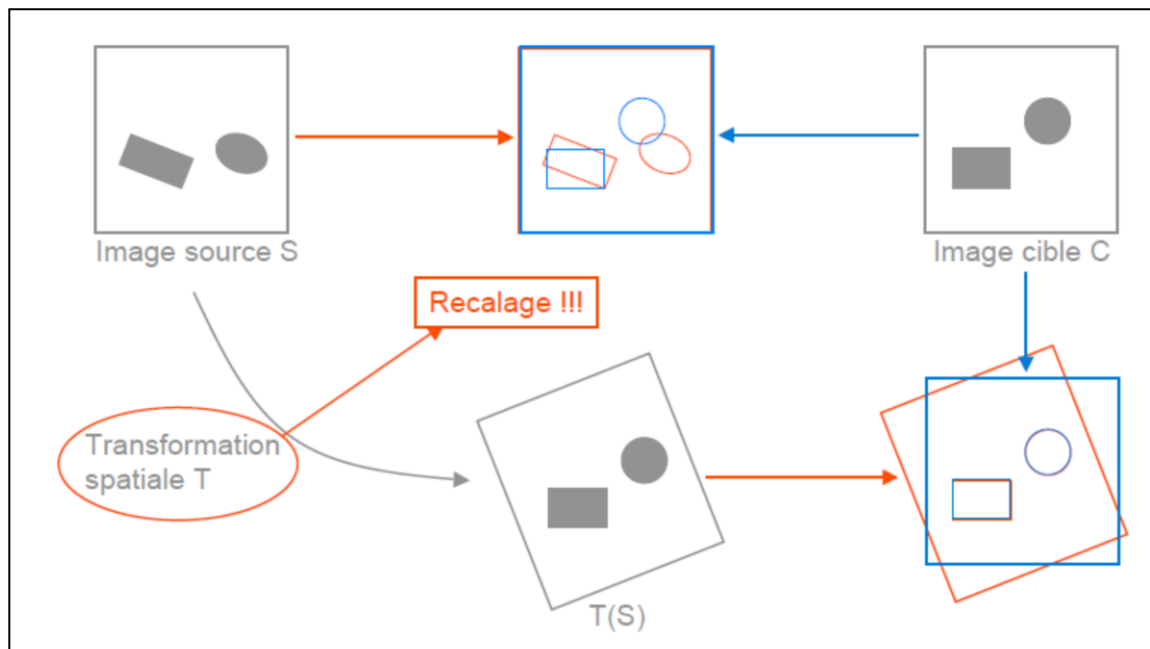 Image source S
Image cible C
Recalage !!!
Transformation
spatiale T
T(S)